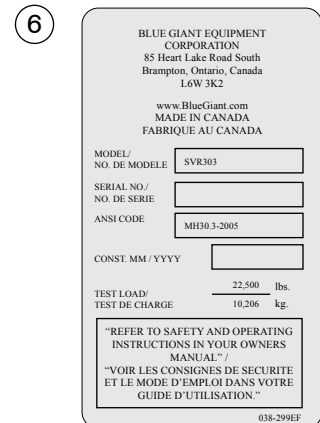 6
BLUE GIANT EQUIPMENT
CORPORATION
85 Heart Lake Road South
Brampton, Ontario, Canada
L6W 3K2
www.BlueGiant.com
MADE IN CANADA
FABRIQUE AU CANADA
MODEL/
NO. DE MODELE SVR303
SERIAL NO./
NO. DE SERIE
ANSI CODE MH30.3-2005
CONST. MM / YYYY
22,500 lbs.
TEST LOAD/
TEST DE CHARGE 10,206 kg.
“REFER TO SAFETY AND OPERATING
INSTRUCTIONS IN YOUR OWNERS
MANUAL” /
“VOIR LES CONSIGNES DE SECURITE
ET LE MODE D’EMPLOI DANS VOTRE
GUIDE D’UTILISATION.”
038-299EF